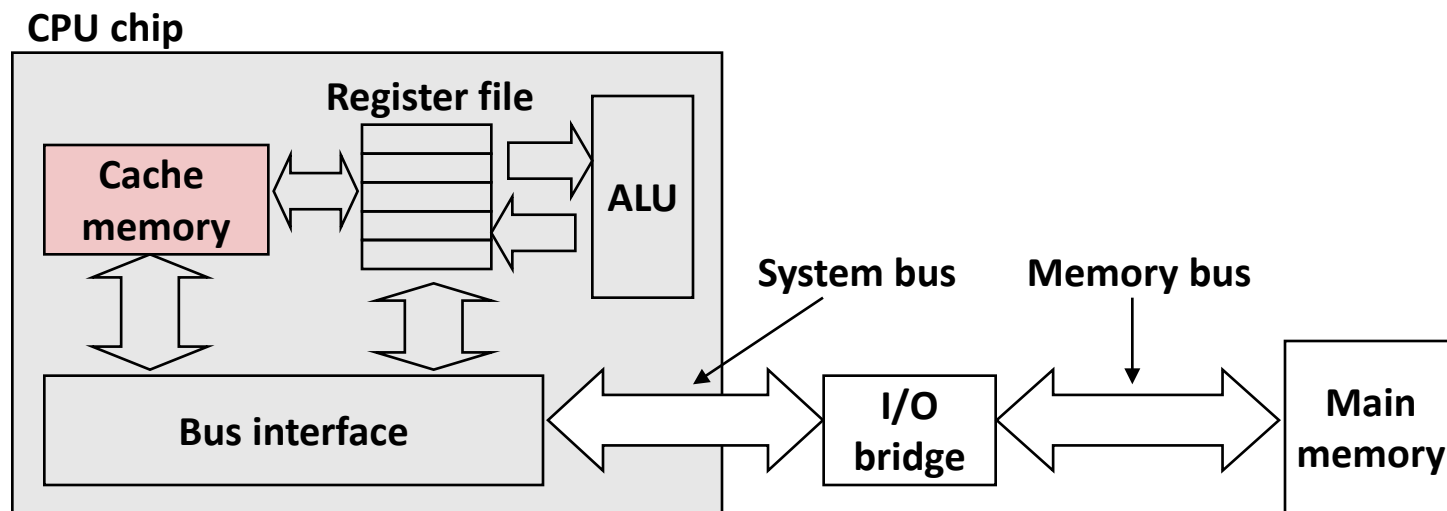 CPU chip
Register file
Cache
memory
ALU
System bus
Memory bus
Bus interface
I/O
bridge
Main
memory